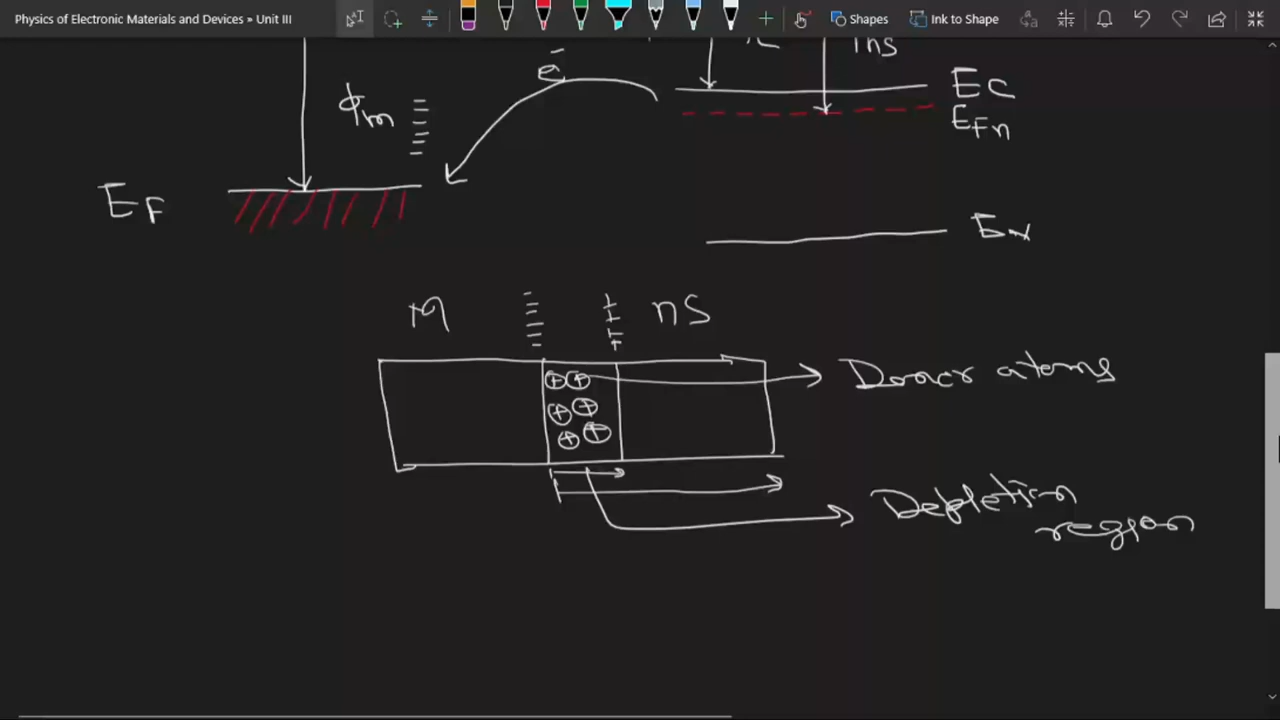 Physics of Electronic Materials and Devices » Unit III
Shapes
Ink to Shape
ns
e-
ϕm
Ec
EFn
EF
Ev
M
nS
Donor atoms
Depletion
region